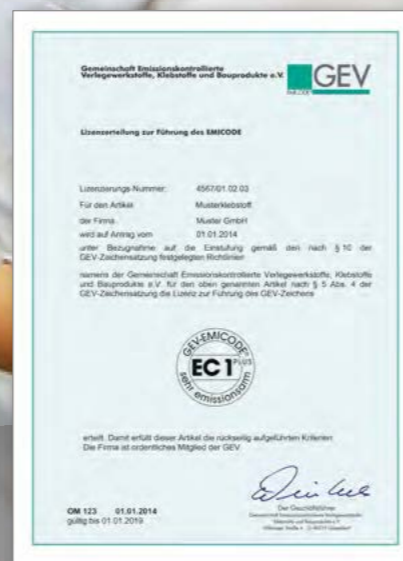 Gemeinschaft Emissionskontrollierte
Verlegewerkstoffe, Klebstoffe und Bauprodukte e.V.
GEV
EMICODE
Lizenzerteilung zur Führung des EMICODE
Lizenzierungs-Nummer: 4567/01.02.03
Für den Artikel Musterklebstoff
der Firma Muster GmbH
wird auf Antrag vom 01.01.2014
unter Bezugnahme auf die Einstufung gemäß den nach § 10 der
GEV-Zeichensatzung festgelegten Richtlinien
namens der Gemeinschaft Emissionskontrollierte Verlegewerkstoffe, Klebstoffe
und Bauprodukte e.V. für den oben genannten Artikel nach § 5 Abs. 4 der
GEV-Zeichensatzung die Lizenz zur Führung des GEV-Zeichens
GEV-EMICODE®
EC 1 PLUS
sehr emissionsarm
erteilt. Damit erfüllt dieser Artikel die rückseitig aufgeführten Kriterien.
Die Firma ist ordentliches Mitglied der GEV.
OM 123 01.01.2014
gültig bis 01.01.2019
Der Geschäftsführer